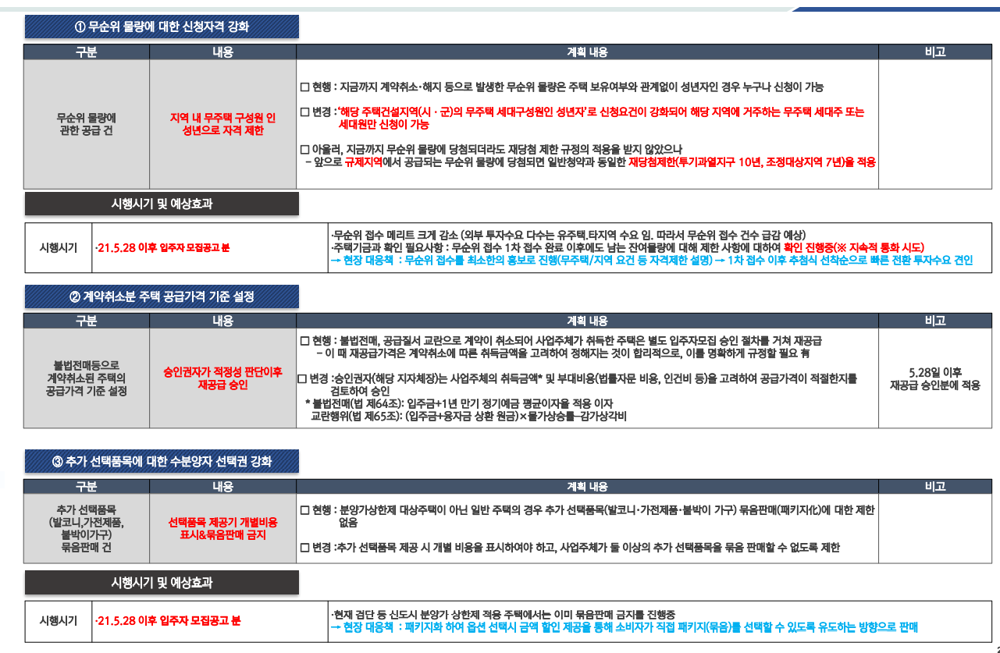 ① 무순위 물량에 대한 신청자격 강화
구분 내용 계획 내용 비고
무순위 물량에
관한 공급 건
지역 내 무주택 구성원 인
성년으로 자격 제한
□ 현행 : 지금까지 계약취소·해지 등으로 발생한 무순위 물량은 주택 보유여부와 관계없이 성년자인 경우 누구나 신청이 가능
□ 변경 :‘해당 주택건설지역(시 · 군)의 무주택 세대구성원인 성년자’로 신청요건이 강화되어 해당 지역에 거주하는 무주택 세대주 또는
세대원만 신청이 가능
□ 아울러, 지금까지 무순위 물량에 당첨되더라도 재당첨 제한 규정의 적용을 받지 않았으나
- 앞으로 규제지역에서 공급되는 무순위 물량에 당첨되면 일반청약과 동일한 재당첨제한(투기과열지구 10년, 조정대상지역 7년)을 적용
시행시기 및 예상효과
시행시기
·21.5.28 이후 입주자 모집공고 분
·무순위 접수 메리트 크게 감소 (외부 투자수요 다수는 유주택.타지역 수요 임. 따라서 무순위 접수 건수 급감 예상)
·주택기금과 확인 필요사항 : 무순위 접수 1차 접수 완료 이후에도 남는 잔여물량에 대해 제한 사항에 대하여 확인 진행중(※ 지속적 통화 시도)
→ 현장 대응책 : 무순위 접수를 최소한의 홍보로 진행(무주택/지역 요건 등 자격제한 설명) → 1차 접수 이후 추첨식 선착순으로 빠른 전환 투자수요 견인
② 계약취소분 주택 공급가격 기준 설정
구분 내용 계획 내용 비고
불법전매등으로
계약취소된 주택의
공급가격 기준 설정
승인권자가 적정성 판단이후
재공급 승인
□ 현행 : 불법전매, 공급질서 교란으로 계약이 취소되어 사업주체가 취득한 주택은 별도 입주자모집 승인 절차를 거쳐 재공급
- 이 때 재공급가격은 계약취소에 따른 취득금액을 고려하여 정해지는 것이 합리적으로, 이를 명확하게 규정할 필요 有
□ 변경 :승인권자(해당 지자체장)는 사업주체의 취득금액* 및 부대비용(법률자문 비용, 인건비 등)을 고려하여 공급가격이 적절한지를
검토하여 승인
* 불법전매(법 제64조): 입주금+1년 만기 정기예금 평균이자율 적용 이자
교란행위(법 제65조): (입주금+융자금 상환 원금)×물가상승률-감가상각비
5.28일 이후
재공급 승인분에 적용
③ 추가 선택품목에 대한 수분양자 선택권 강화
구분 내용 계획 내용 비고
추가 선택품목
(발코니,가전제품,
붙박이가구)
묶음판매 건
선택품목 제공기 개별비용
표시&묶음판매 금지
□ 현행 : 분양가상한제 대상주택이 아닌 일반 주택의 경우 추가 선택품목(발코니·가전제품·붙박이 가구) 묶음판매(패키지化)에 대한 제한
없음
□ 변경 :추가 선택품목 제공 시 개별 비용을 표시하여야 하고, 사업주체가 둘 이상의 추가 선택품목을 묶음 판매할 수 없도록 제한
시행시기 및 예상효과
시행시기
·21.5.28 이후 입주자 모집공고 분
·현재 검단 등 신도시 분양가 상한제 적용 주택에서는 이미 묶음판매 금지를 진행중
→ 현장 대응책 : 패키지화 하여 옵션 선택시 금액 할인 제공을 통해 소비자가 직접 패키지(묶음)를 선택할 수 있도록 유도하는 방향으로 판매